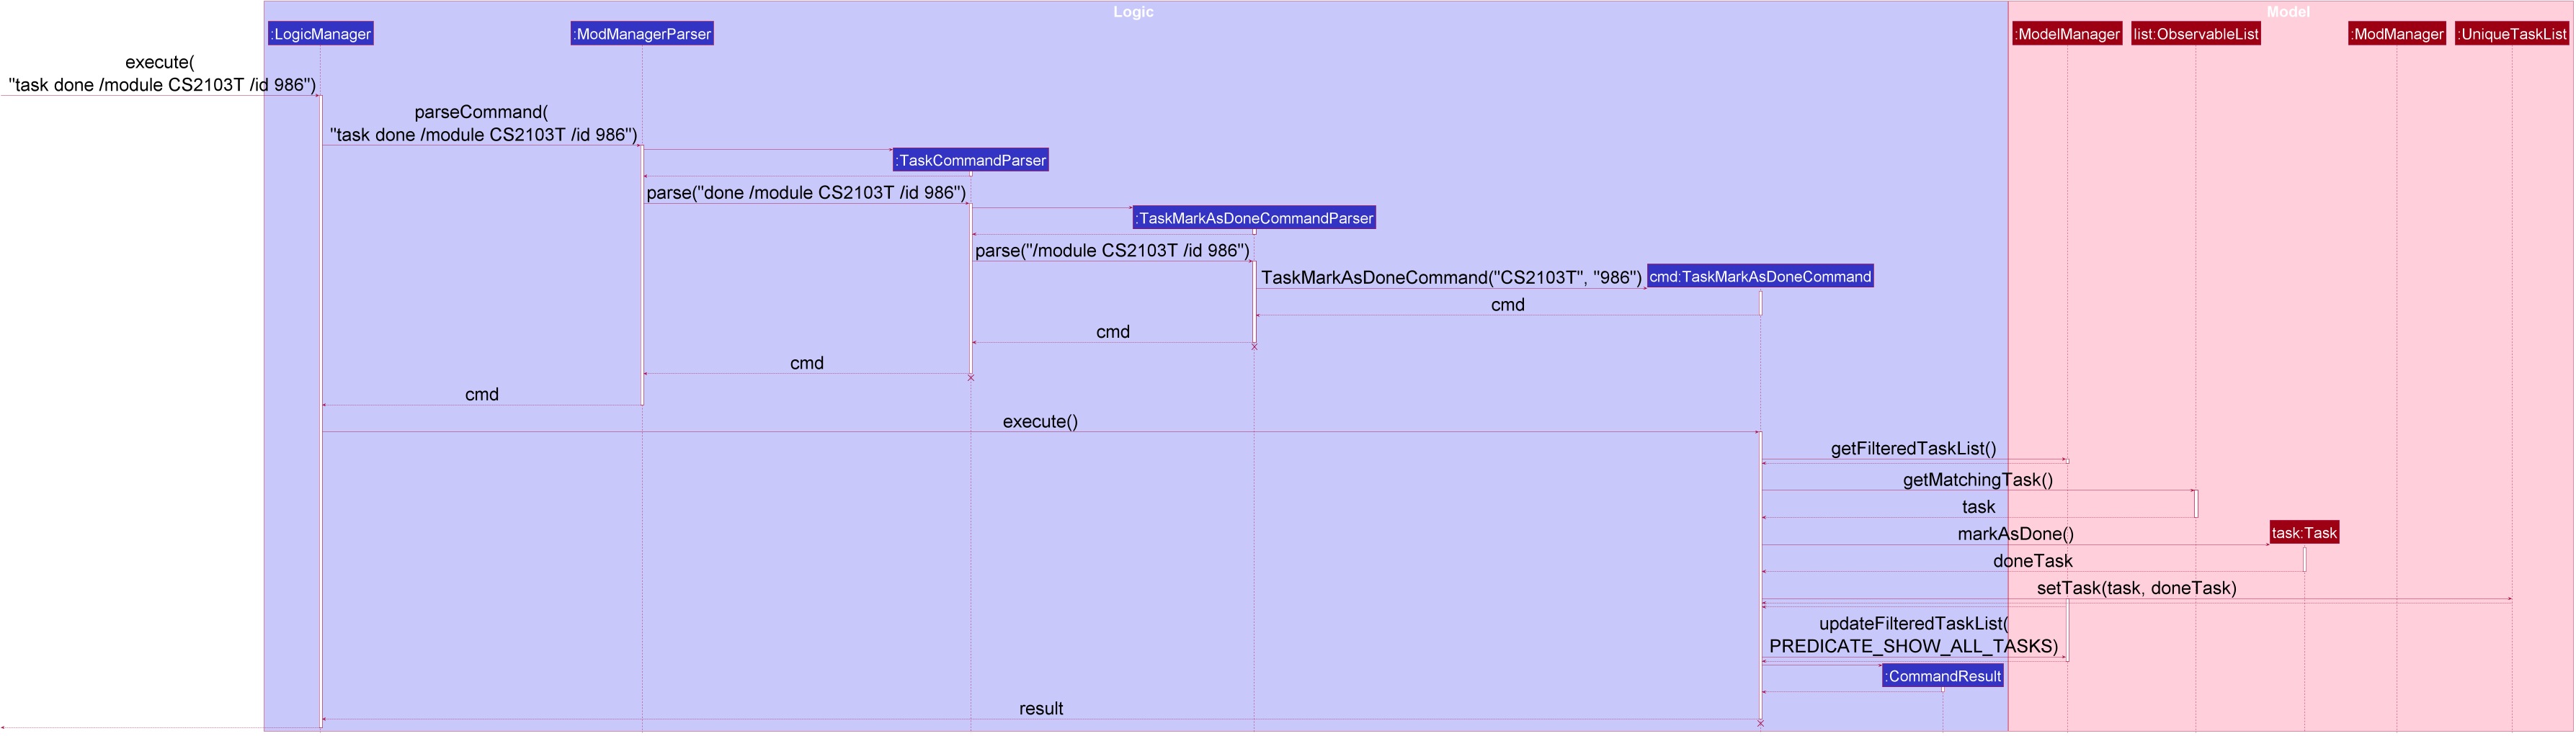 Logic
Model
:LogicManager
:ModManagerParser
:ModelManager
list:ObservableList
:ModManager
:UniqueTaskList
execute(
"task done /module CS2103T /id 986")
parseCommand(
"task done /module CS2103T /id 986")
:TaskCommandParser
parse("done /module CS2103T /id 986")
:TaskMarkAsDoneCommandParser
parse("/module CS2103T /id 986")
TaskMarkAsDoneCommand("CS2103T", "986")
cmd:TaskMarkAsDoneCommand
cmd
cmd
cmd
cmd
execute()
getFilteredTaskList()
getMatchingTask()
task
markAsDone()
task:Task
doneTask
setTask(task, doneTask)
updateFilteredTaskList(
PREDICATE_SHOW_ALL_TASKS)
:CommandResult
result